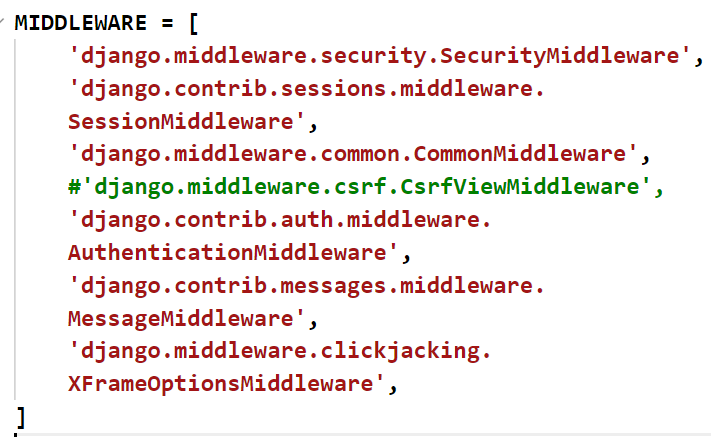 MIDDLEWARE = [
'django.middleware.security.SecurityMiddleware',
'django.contrib.sessions.middleware.
SessionMiddleware',
'django.middleware.common.CommonMiddleware',
#'django.middleware.csrf.CsrfViewMiddleware',
'django.contrib.auth.middleware.
AuthenticationMiddleware',
'django.contrib.messages.middleware.
MessageMiddleware',
'django.middleware.clickjacking.
XFrameOptionsMiddleware',
]